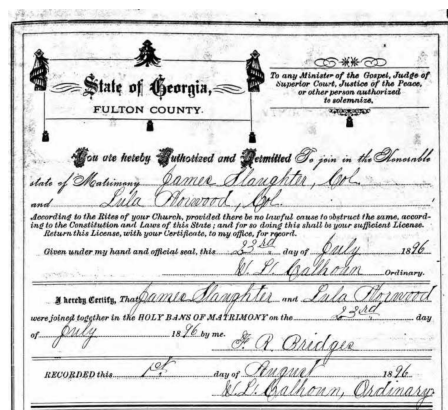 State of Georgia,
FULTON COUNTY.
To any Minister of the Gospel, Judge of
Superior Court, Justice of the Peace,
or other person authorized
to solemnize.
You are hereby Authorized and Permitted To join in the Honorable
state of Matrimony James Slaughter, Col.
and Lula Norwood, Col.
According to the Rites of your Church, provided there be no lawful cause to obstruct the same, accord-
ing to the Constitution and Laws of this State; and for so doing this shall be your sufficient License.
Return this License, with your Certificate, to my office, for record.
Given under my hand and official seal, this 23rd day of July 1896
W. L. Calhoun Ordinary.
I hereby Certify, That James Slaughter and Lula Norwood
were joined together in the HOLY BANS OF MATRIMONY on the 23rd day
of July 1896 by me. F. R. Bridges
RECORDED this 1st day of August 1896.
W. L. Calhoun, Ordinary